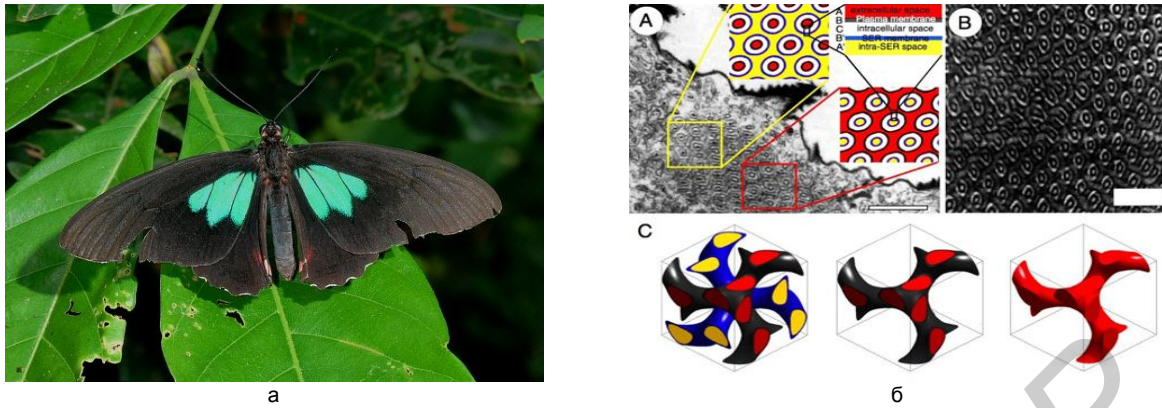 A
A
B
C
B'
A'
extracellular space
Plasma membrane
intracellular space
SER membrane
intra-SER space
B
C
а
б